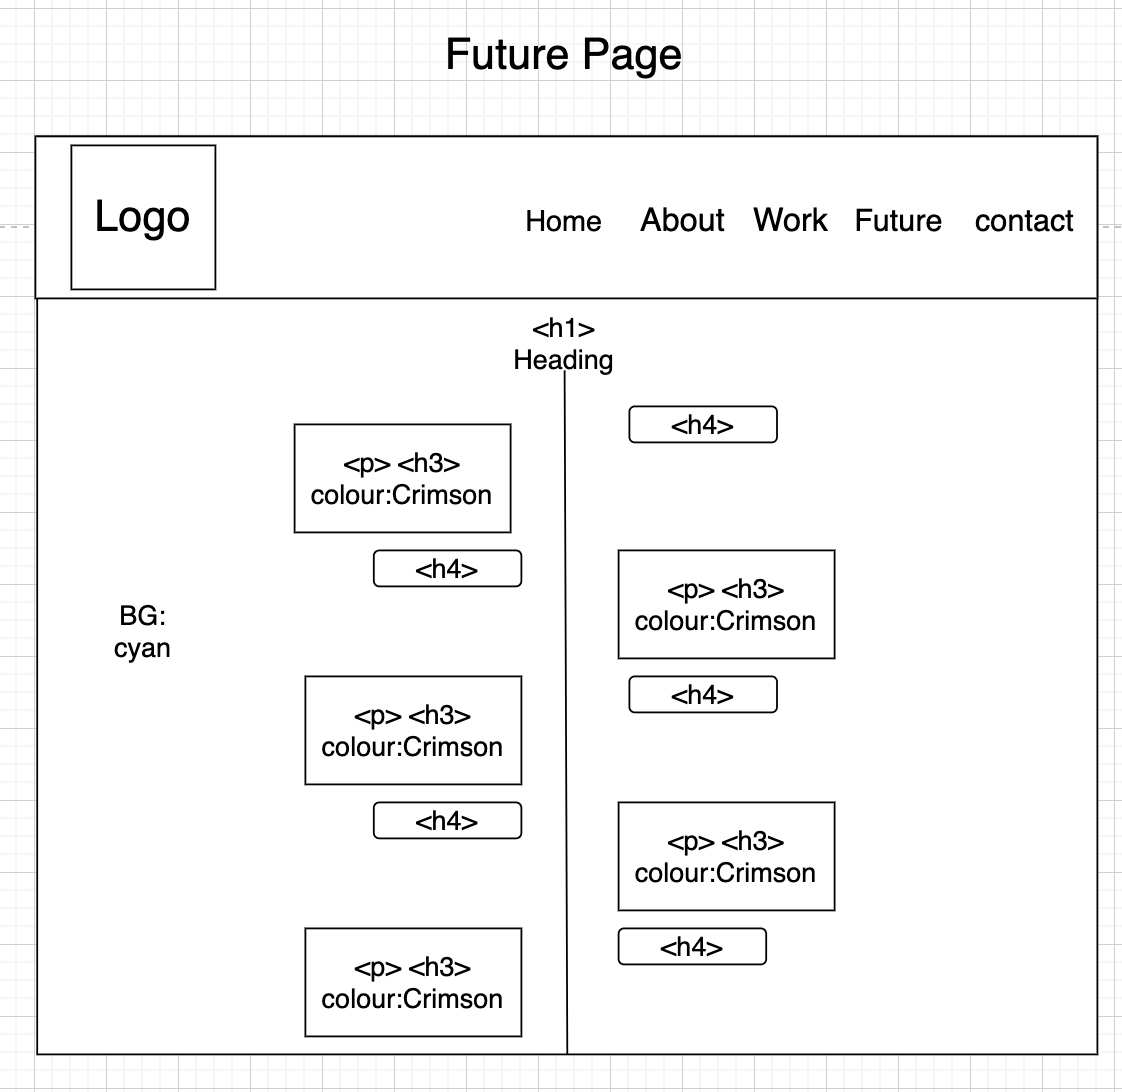 Future Page
Logo
Home About Work Future contact
<h1>
Heading
<h4>
<p> <h3>
colour:Crimson
<h4>
<p> <h3>
colour:Crimson
BG:
cyan
<h4>
<p> <h3>
colour:Crimson
<h4>
<p> <h3>
colour:Crimson
<h4>
<p> <h3>
colour:Crimson